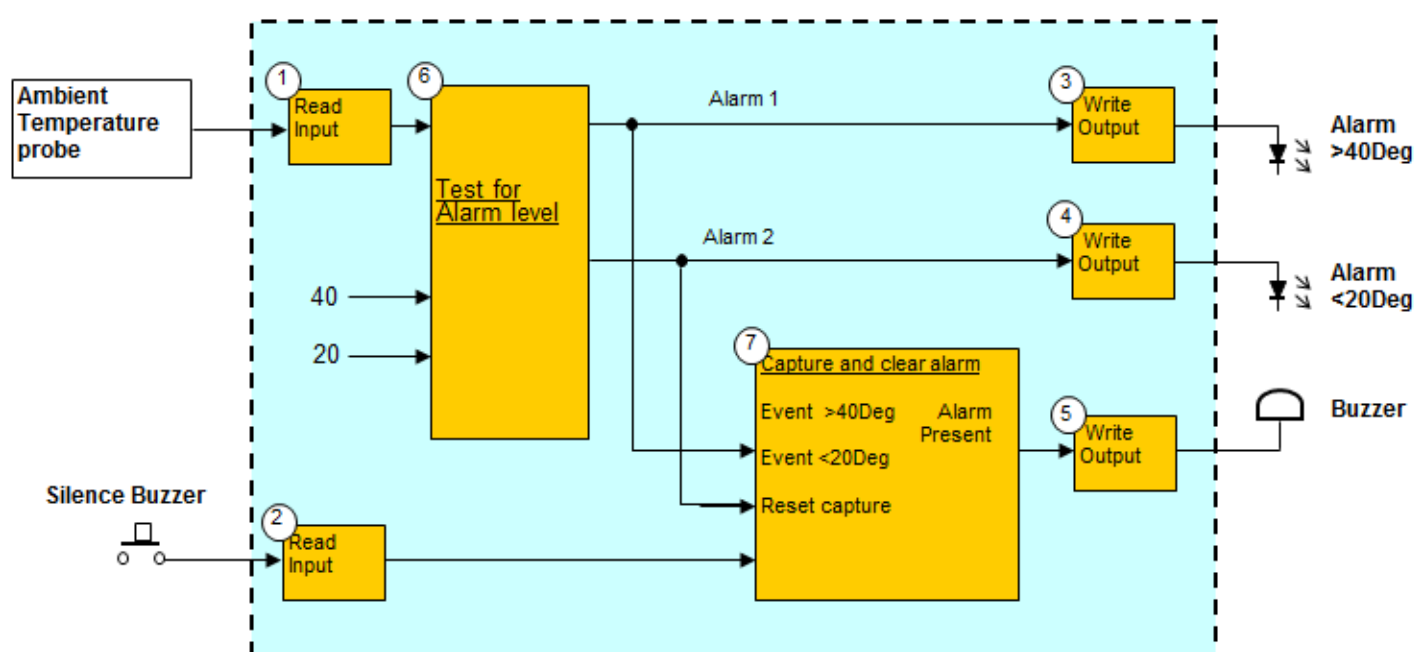 1
6
3
Ambient
Temperature
probe
Read
Input
Alarm 1
Write
Output
Alarm
>40Deg
Test for
Alarm level
Alarm 2
4
Write
Output
Alarm
<20Deg
40
20
7
Capture and clear alarm
Event >40Deg
Alarm
Present
Event <20Deg
Reset capture
5
Write
Output
Buzzer
Silence Buzzer
2
Read
Input